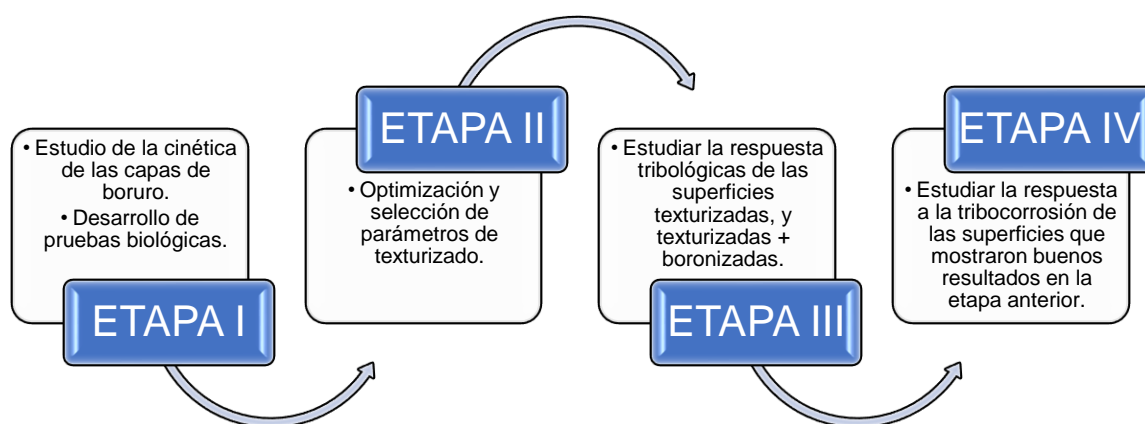 • Estudio de la cinética
de las capas de
boruro.
• Desarrollo de
pruebas biológicas.
ETAPA I
ETAPA II
• Optimización y
selección de
parámetros de
texturizado.
• Estudiar la respuesta
tribológicas de las
superficies
texturizadas, y
texturizadas +
boronizadas.
ETAPA III
ETAPA IV
• Estudiar la respuesta
a la tribocorrosión de
las superficies que
mostraron buenos
resultados en la
etapa anterior.